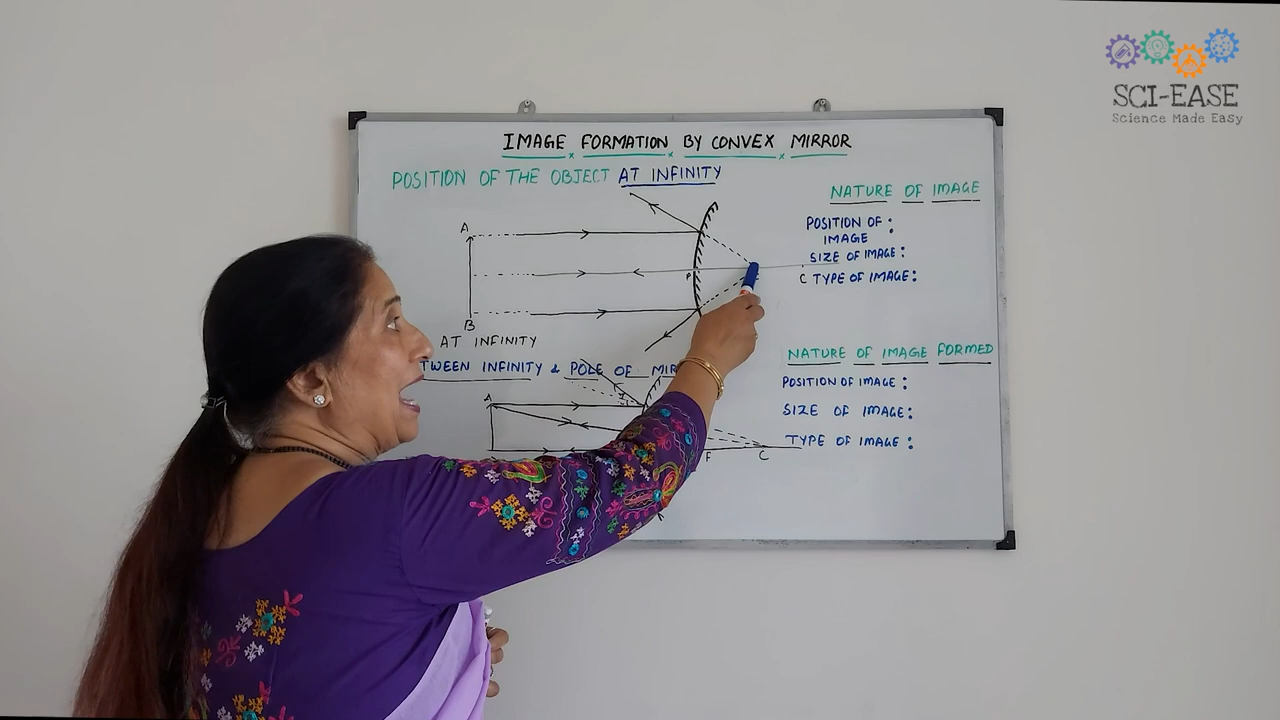 SCI-EASE
Science Made Easy
IMAGE FORMATION BY CONVEX MIRROR
POSITION OF THE OBJECT AT INFINITY
A
B
P
C
AT INFINITY
NATURE OF IMAGE
POSITION OF :
IMAGE
SIZE OF IMAGE:
TYPE OF IMAGE:
INFINITY & POLE OF
A
F
C
NATURE OF IMAGE FORMED
POSITION OF IMAGE :
SIZE OF IMAGE:
TYPE OF IMAGE: